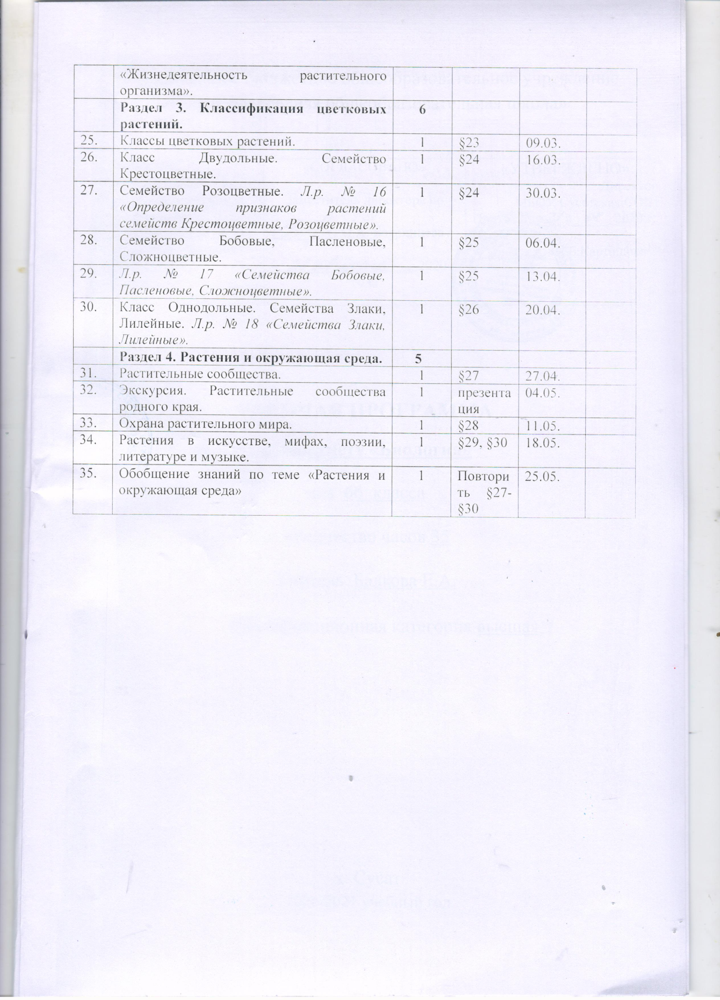 «Жизнедеятельность растительного
организма».
Раздел 3. Классификация цветковых 6
растений.
25. Классы цветковых растений. 1 §23 09.03.
26. Класс Двудольные. Семейство 1 §24 16.03.
Крестоцветные.
27. Семейство Розоцветные. Л.р. № 16 1 §24 30.03.
«Определение признаков растений
семейств Крестоцветные, Розоцветные».
28. Семейство Бобовые, Пасленовые, 1 §25 06.04.
Сложноцветные.
29. Л.р. № 17 «Семейства Бобовые, 1 §25 13.04.
Пасленовые, Сложноцветные».
30. Класс Однодольные. Семейства Злаки, 1 §26 20.04.
Лилейные. Л.р. № 18 «Семейства Злаки,
Лилейные».
Раздел 4. Растения и окружающая среда. 5
31. Растительные сообщества. 1 §27 27.04.
32. Экскурсия. Растительные сообщества 1 презента 04.05.
родного края. ция
33. Охрана растительного мира. 1 §28 11.05.
34. Растения в искусстве, мифах, поэзии, 1 §29, §30 18.05.
литературе и музыке.
35. Обобщение знаний по теме «Растения и 1 Повтори 25.05.
окружающая среда» ть §27-
§30